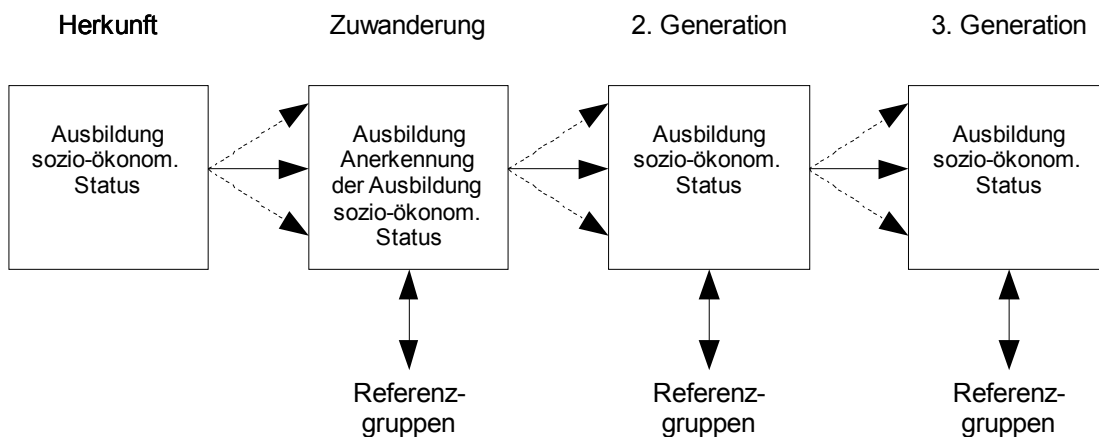 Herkunft
Zuwanderung
2. Generation
3. Generation
Ausbildung
sozio-ökonom.
Status
Ausbildung
Anerkennung
der Ausbildung
sozio-ökonom.
Status
Ausbildung
sozio-ökonom.
Status
Ausbildung
sozio-ökonom.
Status
Referenz-
gruppen
Referenz-
gruppen
Referenz-
gruppen